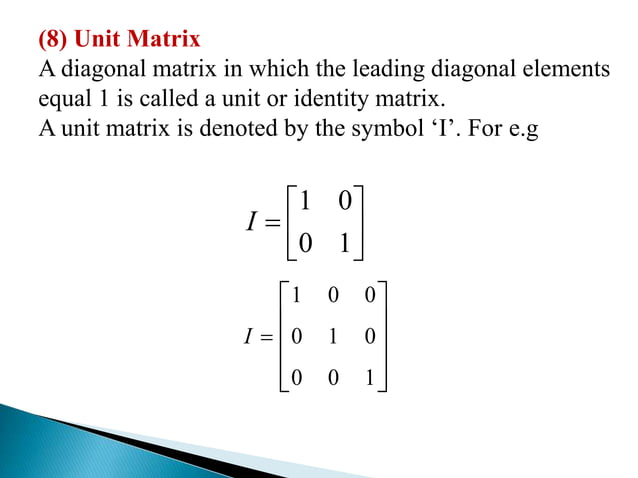 (8) Unit Matrix
A diagonal matrix in which the leading diagonal elements
equal 1 is called a unit or identity matrix.
A unit matrix is denoted by the symbol ‘I’. For e.g
I = [1 0
0 1]
I = [1 0 0
0 1 0
0 0 1]